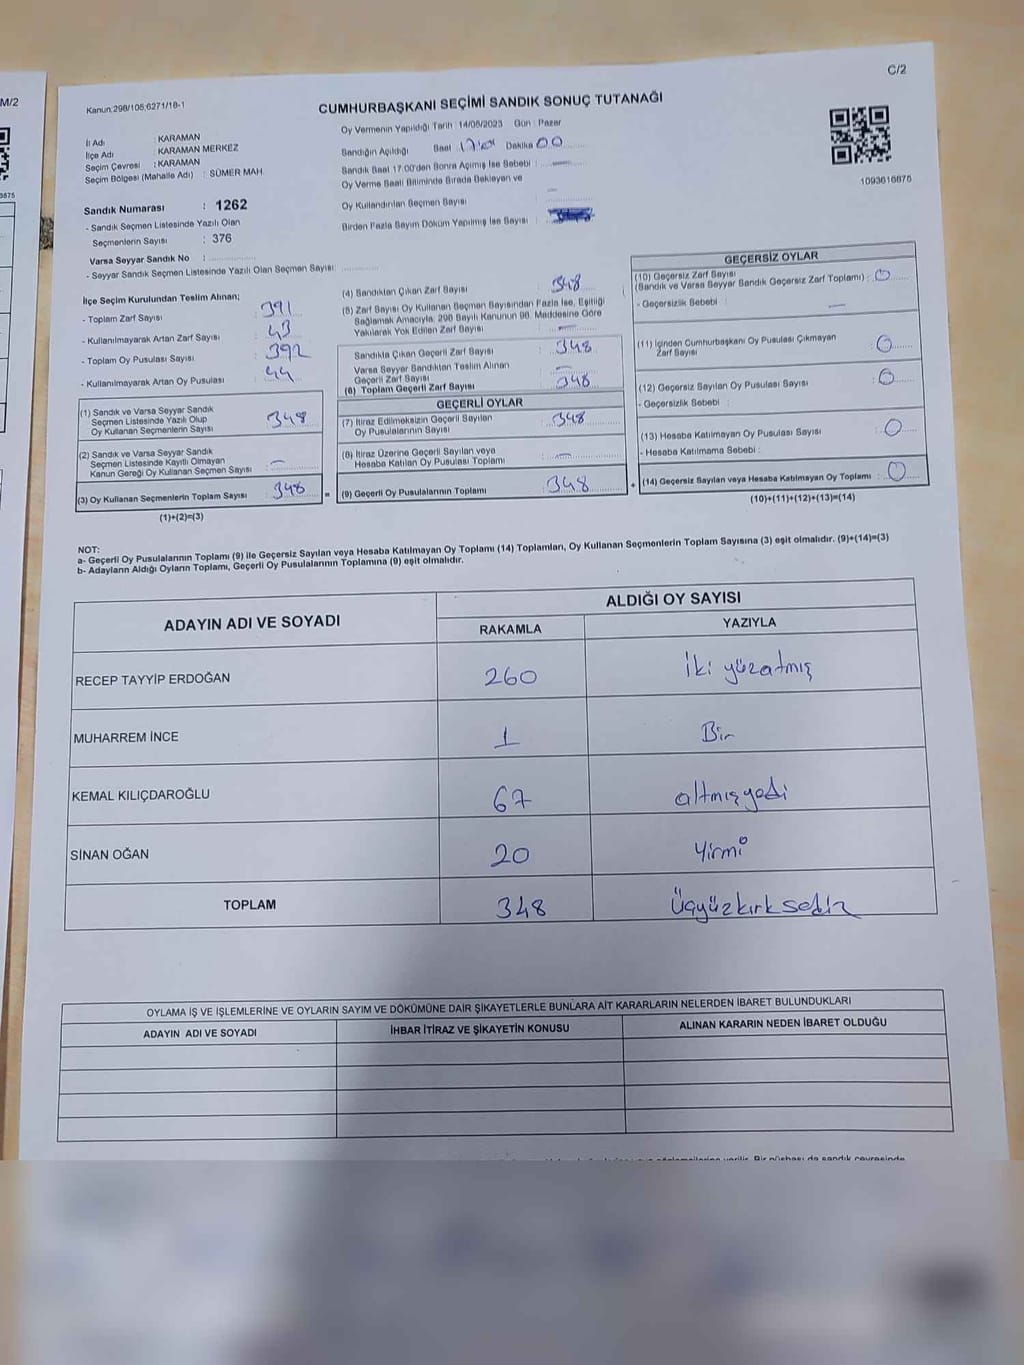 C/2
M/2
Kanun:298/105;6271/18-1
CUMHURBAŞKANI SEÇİMİ SANDIK SONUÇ TUTANAĞI
İl Adı : KARAMAN
İlçe Adı : KARAMAN MERKEZ
Seçim Çevresi : KARAMAN
Seçim Bölgesi (Mahalle Adı) : SÜMER MAH.
Sandık Numarası : 1262
- Sandık Seçmen Listesinde Yazılı Olan
Seçmenlerin Sayısı : 376
Varsa Seyyar Sandık No :
- Seyyar Sandık Seçmen Listesinde Yazılı Olan Seçmen Sayısı:
Oy Vermenin Yapıldığı Tarih : 14/05/2023 Gün : Pazar
Sandığın Açıldığı Saat Dakika 00
Sandık Saat 17:00'den Sonra Açımış İse Sebebi : —
Oy Verme Saati Bitiminde Sırada Bekleyen ve
Oy Kullandırılan Seçmen Sayısı : —
Birden Fazla Sayım Döküm Yapılmış İse Sayısı :
1093616675
İlçe Seçim Kurulundan Teslim Alınan;
- Toplam Zarf Sayısı : 391
- Kullanılmayarak Artan Zarf Sayısı : 43
- Toplam Oy Pusulası Sayısı : 392
- Kullanılmayarak Artan Oy Pusulası : 44
(1) Sandık ve Varsa Seyyar Sandık
Seçmen Listesinde Yazılı Olup
Oy Kullanan Seçmenlerin Sayısı : 348
(2) Sandık ve Varsa Seyyar Sandık
Seçmen Listesinde Kayıtlı Olmayan
Kanun Gereği Oy Kullanan Seçmen Sayısı : —
(3) Oy Kullanan Seçmenlerin Toplam Sayısı : 348
(1)+(2)=(3)
(4) Sandıktan Çıkan Zarf Sayısı : 348
(5) Zarf Sayısı Oy Kullanan Seçmen Sayısından Fazla İse, Eşitliği
Sağlamak Amacıyla, 298 Sayılı Kanunun 98. Maddesine Göre
Yakılarak Yok Edilen Zarf Sayısı : —
Sandıkta Çıkan Geçerli Zarf Sayısı : 348
Varsa Seyyar Sandıktan Teslim Alınan
Geçerli Zarf Sayısı : —
(6) Toplam Geçerli Zarf Sayısı : 348
GEÇERLİ OYLAR
(7) İtiraz Edilmeksizin Geçerli Sayılan
Oy Pusulalarının Sayısı : 348
(8) İtiraz Üzerine Geçerli Sayılan veya
Hesaba Katılan Oy Pusulası Toplamı : —
= (9) Geçerli Oy Pusulalarının Toplamı : 348
GEÇERSİZ OYLAR
(10) Geçersiz Zarf Sayısı
(Sandık ve Varsa Seyyar Sandık Geçersiz Zarf Toplamı) : 0
- Geçersizlik Sebebi : —
(11) İçinden Cumhurbaşkanı Oy Pusulası Çıkmayan
Zarf Sayısı : 0
(12) Geçersiz Sayılan Oy Pusulası Sayısı : 0
- Geçersizlik Sebebi :
(13) Hesaba Katılmayan Oy Pusulası Sayısı : 0
- Hesaba Katılmama Sebebi :
+ (14) Geçersiz Sayılan veya Hesaba Katılmayan Oy Toplamı : 0
(10)+(11)+(12)+(13)=(14)
NOT:
a- Geçerli Oy Pusulalarının Toplamı (9) ile Geçersiz Sayılan veya Hesaba Katılmayan Oy Toplamı (14) Toplamları, Oy Kullanan Seçmenlerin Toplam Sayısına (3) eşit olmalıdır. (9)+(14)=(3)
b- Adayların Aldığı Oyların Toplamı, Geçerli Oy Pusulalarının Toplamına (9) eşit olmalıdır.
ADAYIN ADI VE SOYADI
ALDIĞI OY SAYISI
RAKAMLA YAZIYLA
RECEP TAYYİP ERDOĞAN 260 İki yüzatmış
MUHARREM İNCE 1 Bir
KEMAL KILIÇDAROĞLU 67 altmışyedi
SİNAN OĞAN 20 Yirmi
TOPLAM 348 Üçyüzkırksekiz
OYLAMA İŞ VE İŞLEMLERİNE VE OYLARIN SAYIM VE DÖKÜMÜNE DAİR ŞİKAYETLERLE BUNLARA AİT KARARLARIN NELERDEN İBARET BULUNDUKLARI
ADAYIN ADI VE SOYADI İHBAR İTİRAZ VE ŞİKAYETİN KONUSU ALINAN KARARIN NEDEN İBARET OLDUĞU